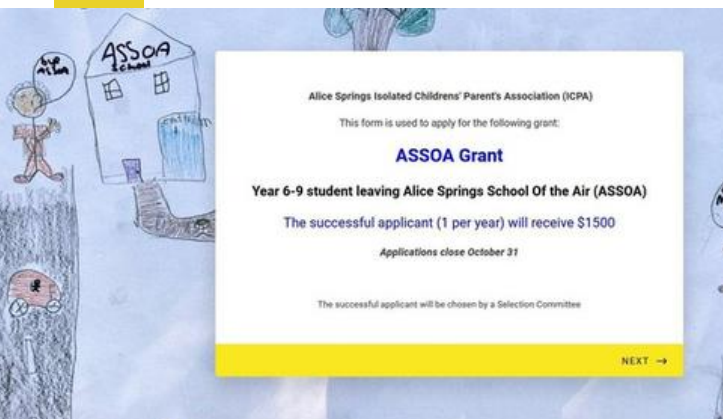 ASSOA
school
bye
Alice Springs Isolated Childrens' Parent's Association (ICPA)
This form is used to apply for the following grant:
ASSOA Grant
Year 6-9 student leaving Alice Springs School Of the Air (ASSOA)
The successful applicant (1 per year) will receive $1500
Applications close October 31
The successful applicant will be chosen by a Selection Committee
NEXT →